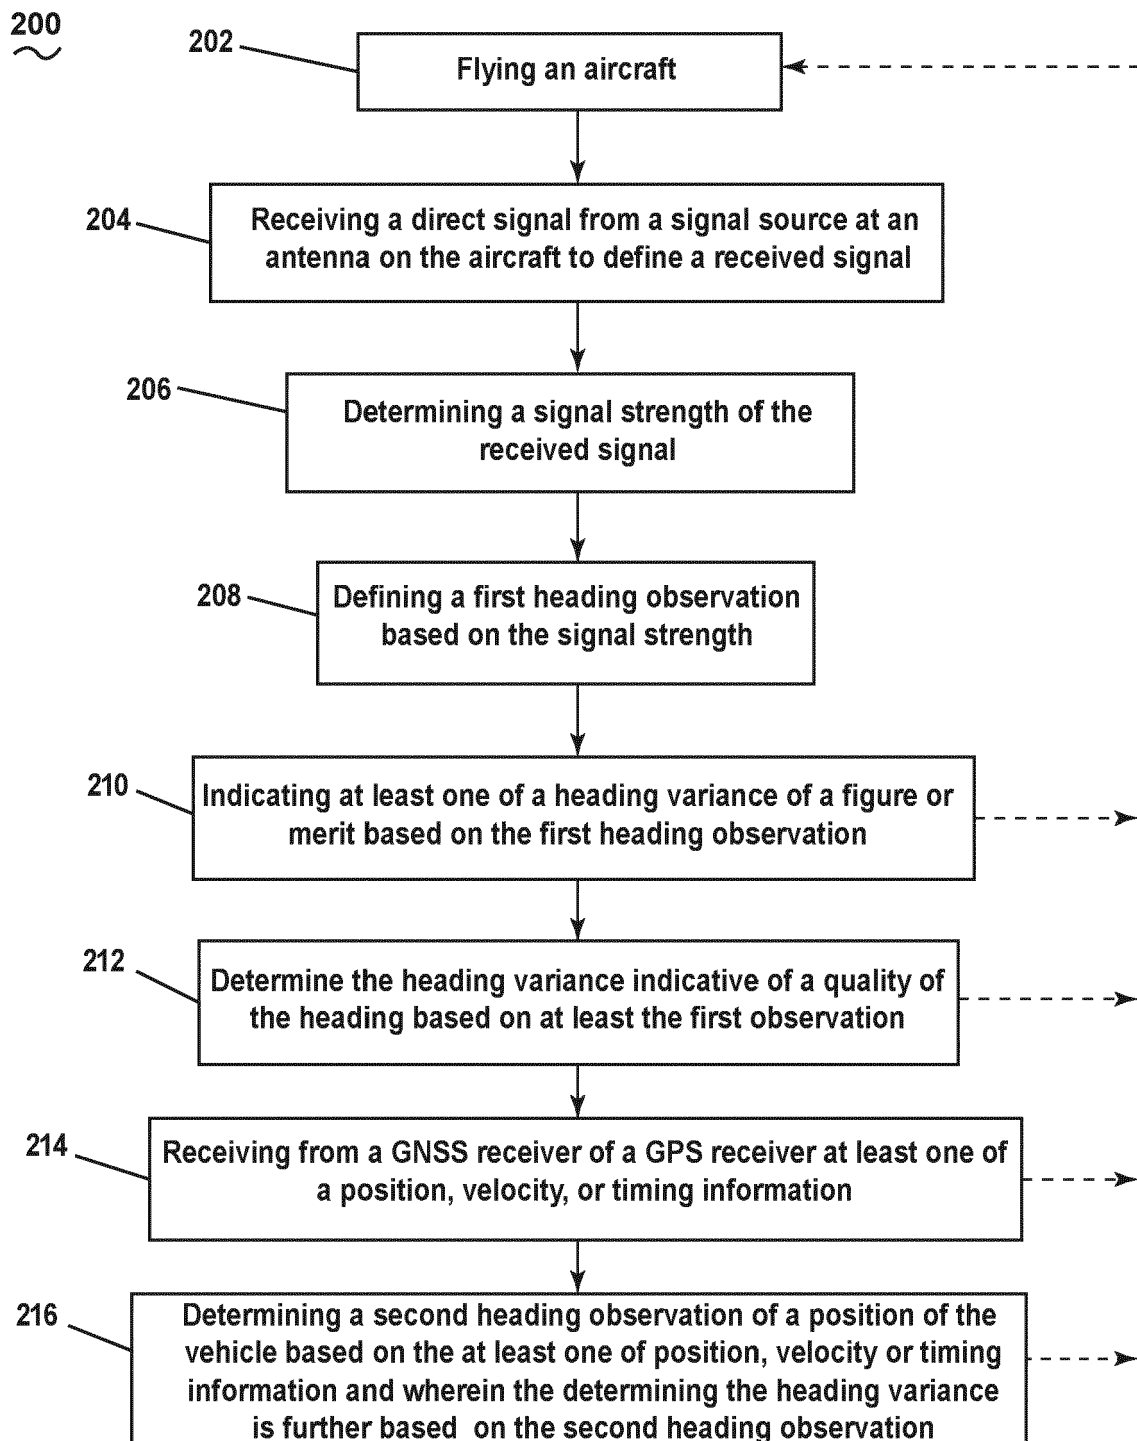 200
202
Flying an aircraft
204
Receiving a direct signal from a signal source at an
antenna on the aircraft to define a received signal
206
Determining a signal strength of the
received signal
208
Defining a first heading observation
based on the signal strength
210
Indicating at least one of a heading variance of a figure or
merit based on the first heading observation
212
Determine the heading variance indicative of a quality of
the heading based on at least the first observation
214
Receiving from a GNSS receiver of a GPS receiver at least one of
a position, velocity, or timing information
216
Determining a second heading observation of a position of the
vehicle based on the at least one of position, velocity or timing
information and wherein the determining the heading variance
is further based on the second heading observation